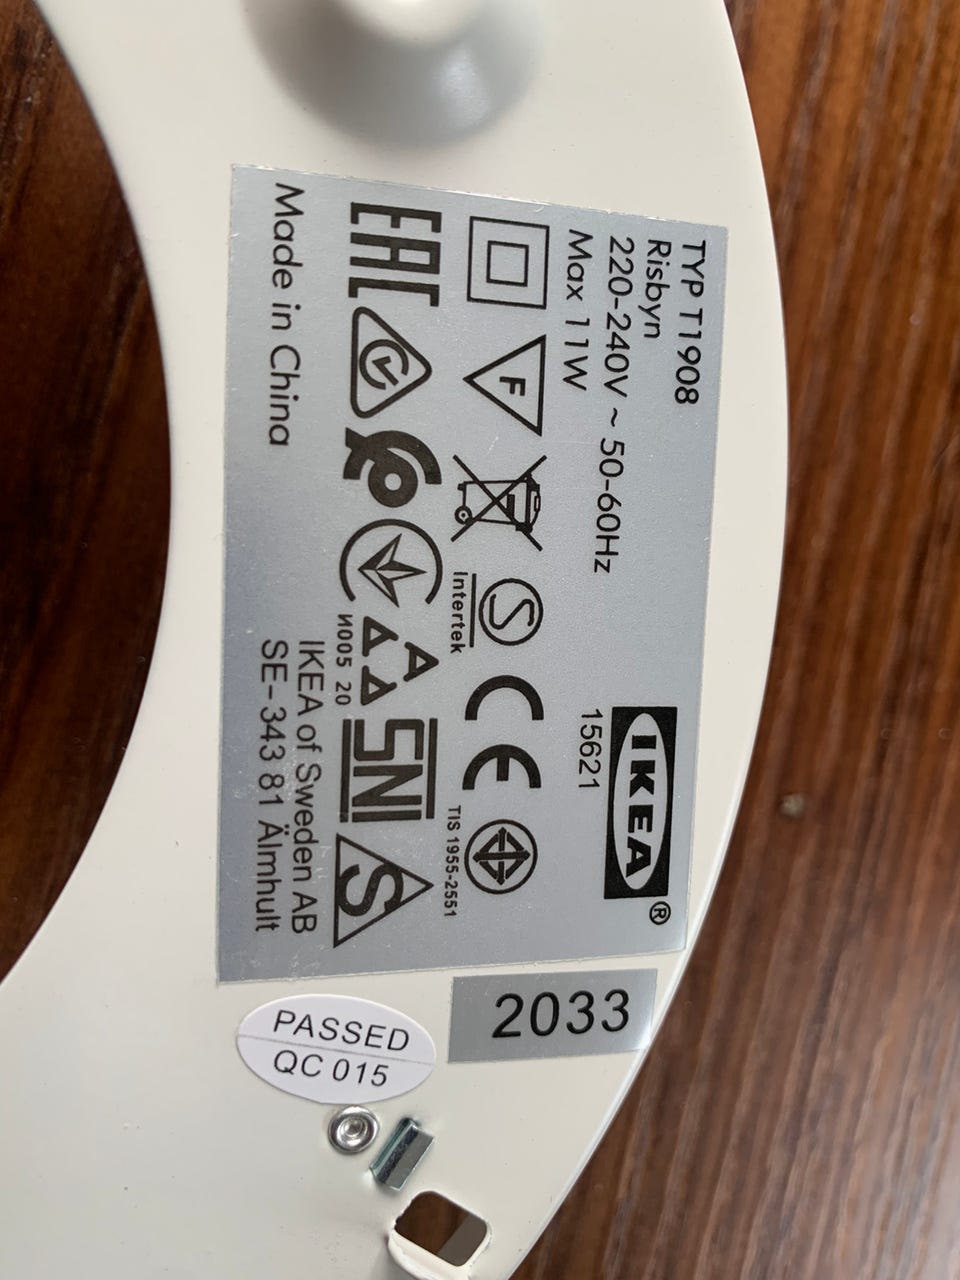 TYP T1908
Risbyn
220-240V ~ 50-60Hz
Max 11W
IKEA®
15621
F
S
Intertek
CE
TIS 1955-2551
EAC
И005 20
SNI
S
Made in China
IKEA of Sweden AB
SE-343 81 Älmhult
2033
PASSED
QC 015